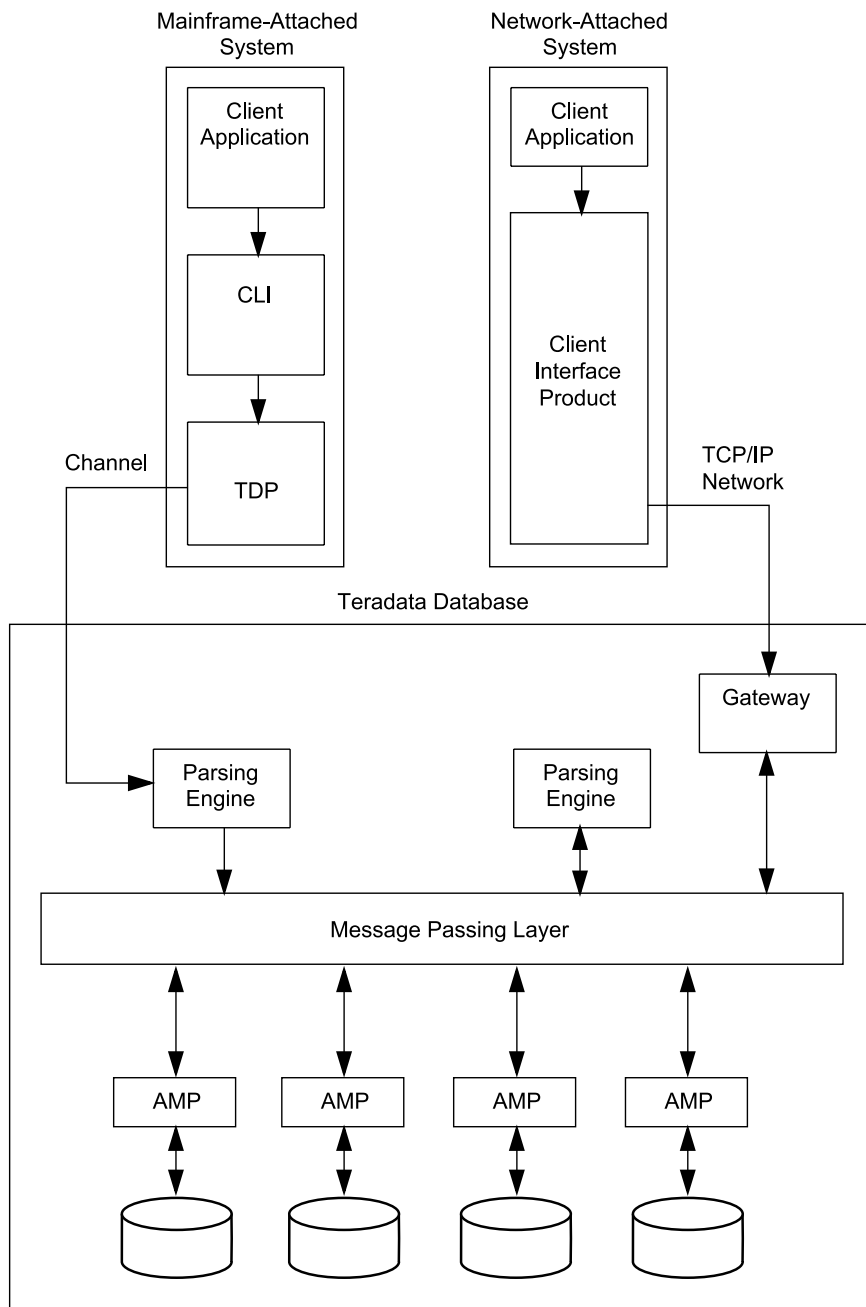 Mainframe-Attached
System
Network-Attached
System
Client
Application
Client
Application
CLI
Client
Interface
Product
TDP
Channel
TCP/IP
Network
Teradata Database
Gateway
Parsing
Engine
Parsing
Engine
Message Passing Layer
AMP
AMP
AMP
AMP